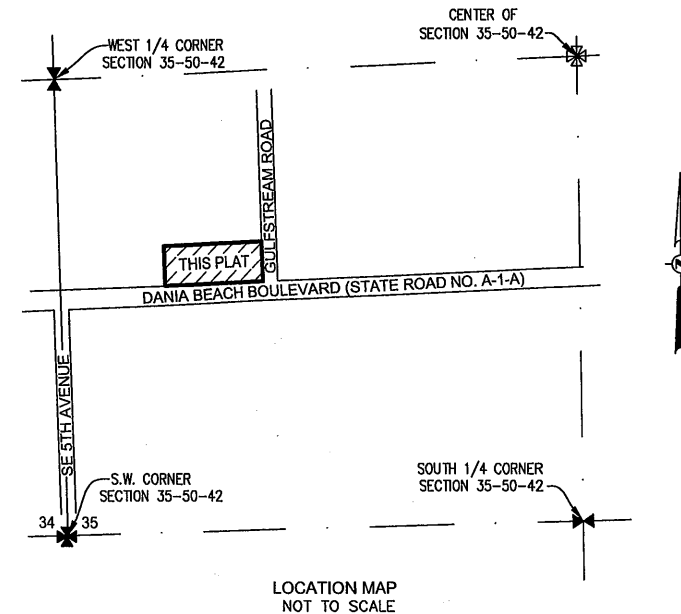 CENTER OF
SECTION 35-50-42
WEST 1/4 CORNER
SECTION 35-50-42
GULFSTREAM ROAD
THIS PLAT
N
DANIA BEACH BOULEVARD (STATE ROAD NO. A-1-A)
SE 5TH AVENUE
S.W. CORNER
SECTION 35-50-42
SOUTH 1/4 CORNER
SECTION 35-50-42
34 35
LOCATION MAP
NOT TO SCALE